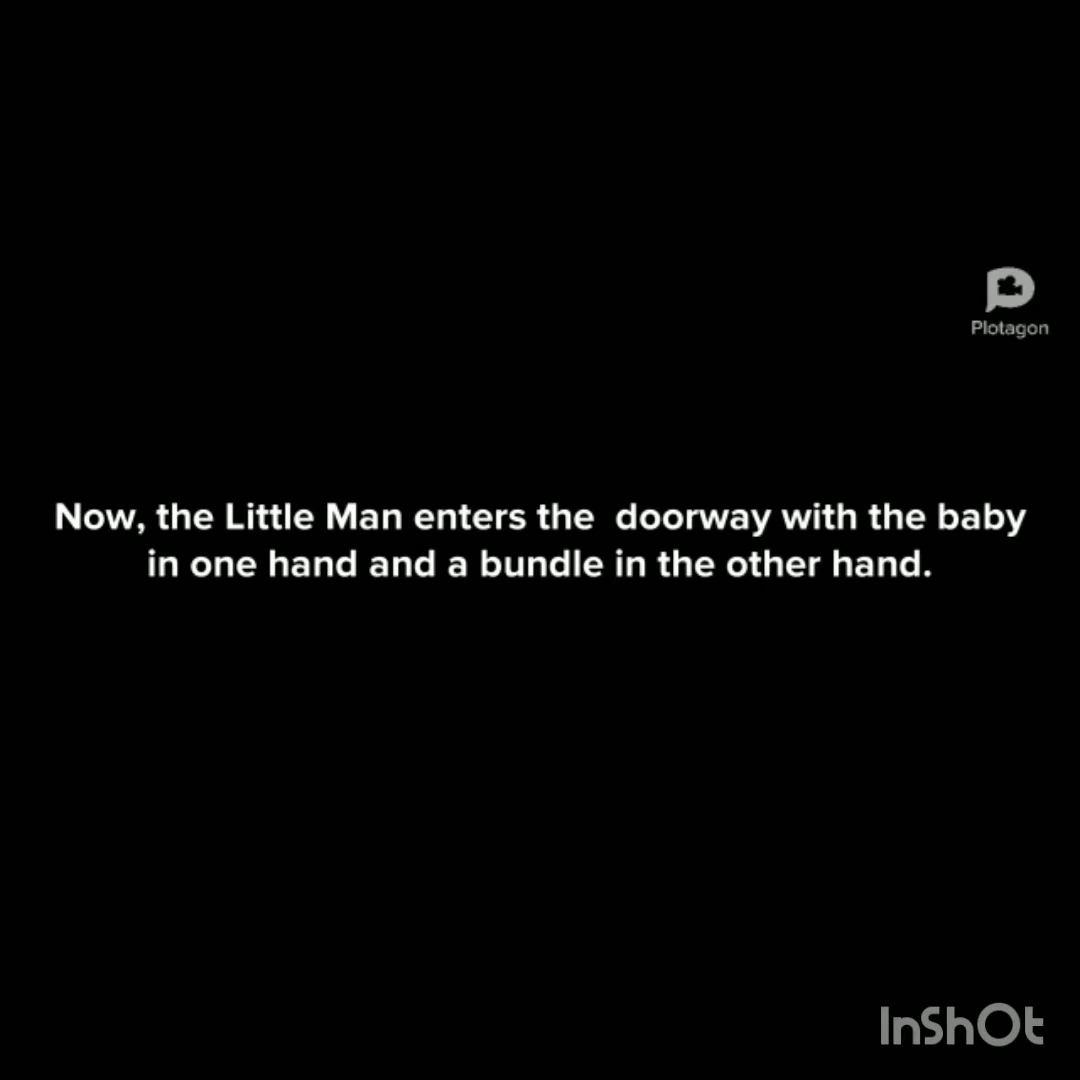 Plotagon
Now, the Little Man enters the  doorway with the baby
in one hand and a bundle in the other hand.
InShOt